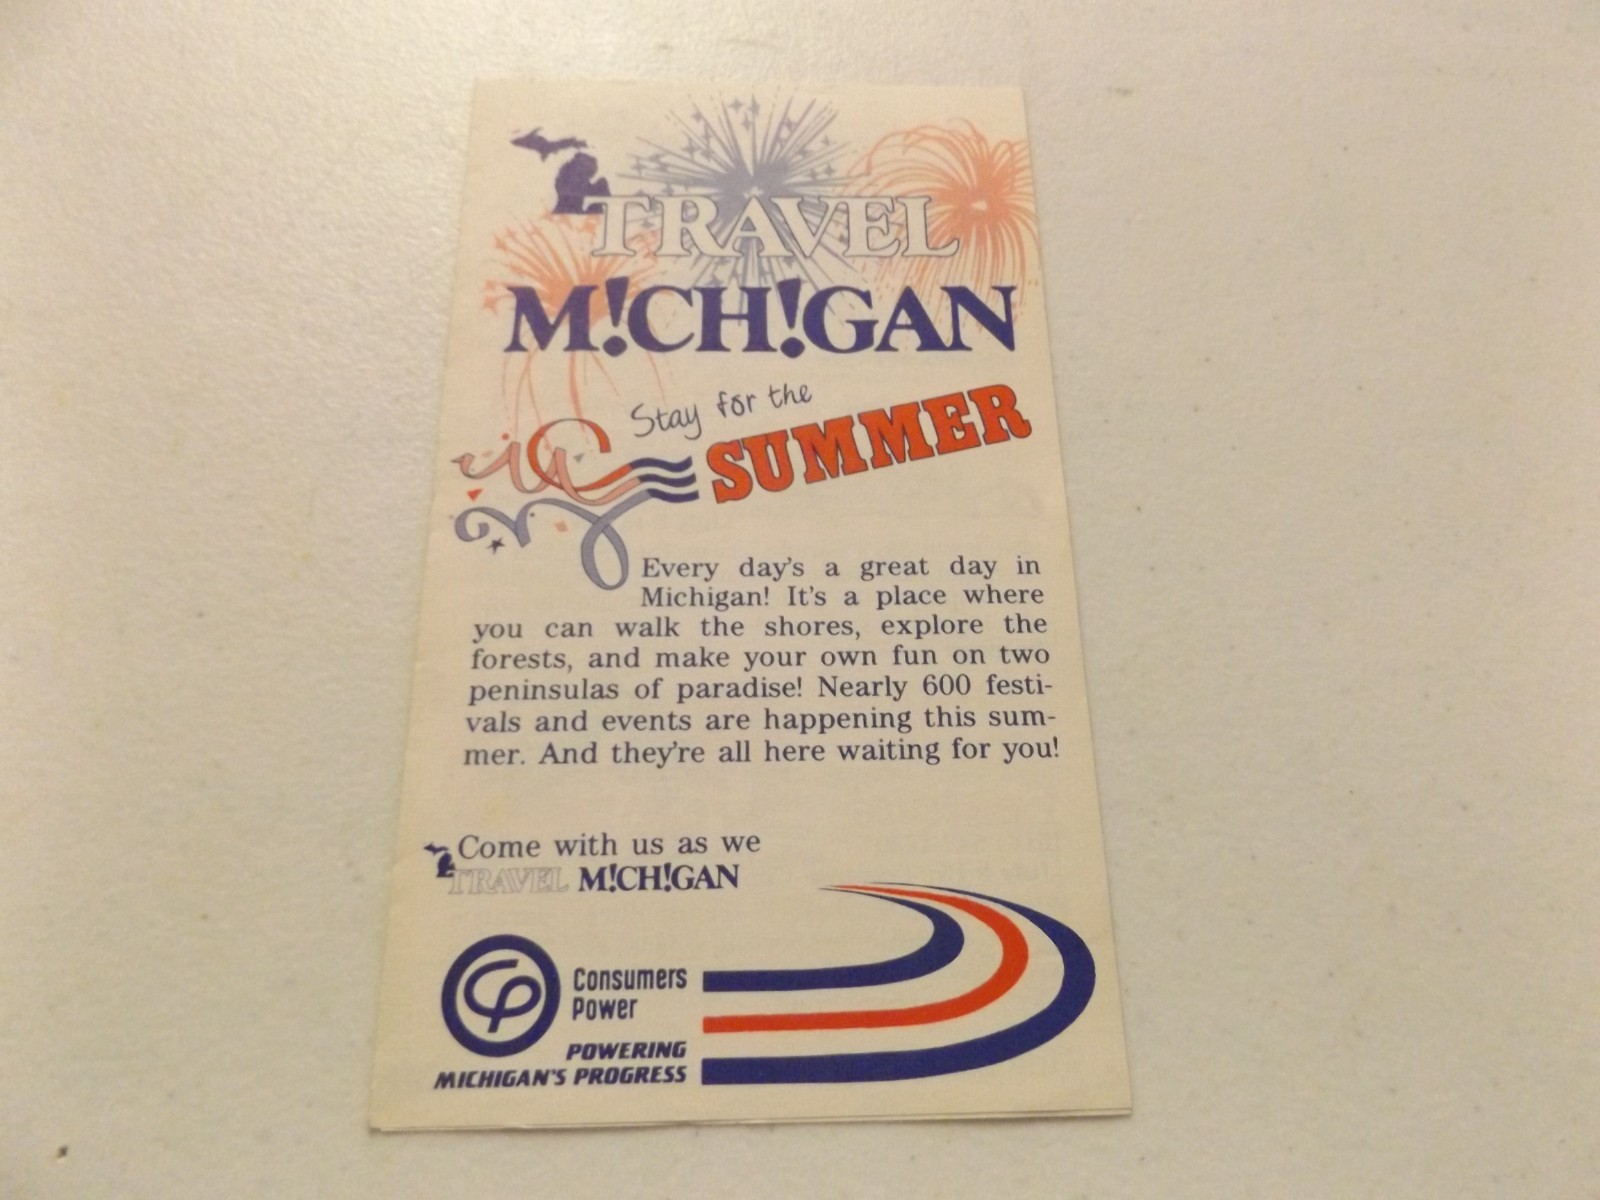 TRAVEL
M!CH!GAN
Stay for the
SUMMER
Every day's a great day in
Michigan! It's a place where
you can walk the shores, explore the
forests, and make your own fun on two
peninsulas of paradise! Nearly 600 festi-
vals and events are happening this sum-
mer. And they're all here waiting for you!
Come with us as we
TRAVEL M!CH!GAN
CP
Consumers
Power
POWERING
MICHIGAN'S PROGRESS